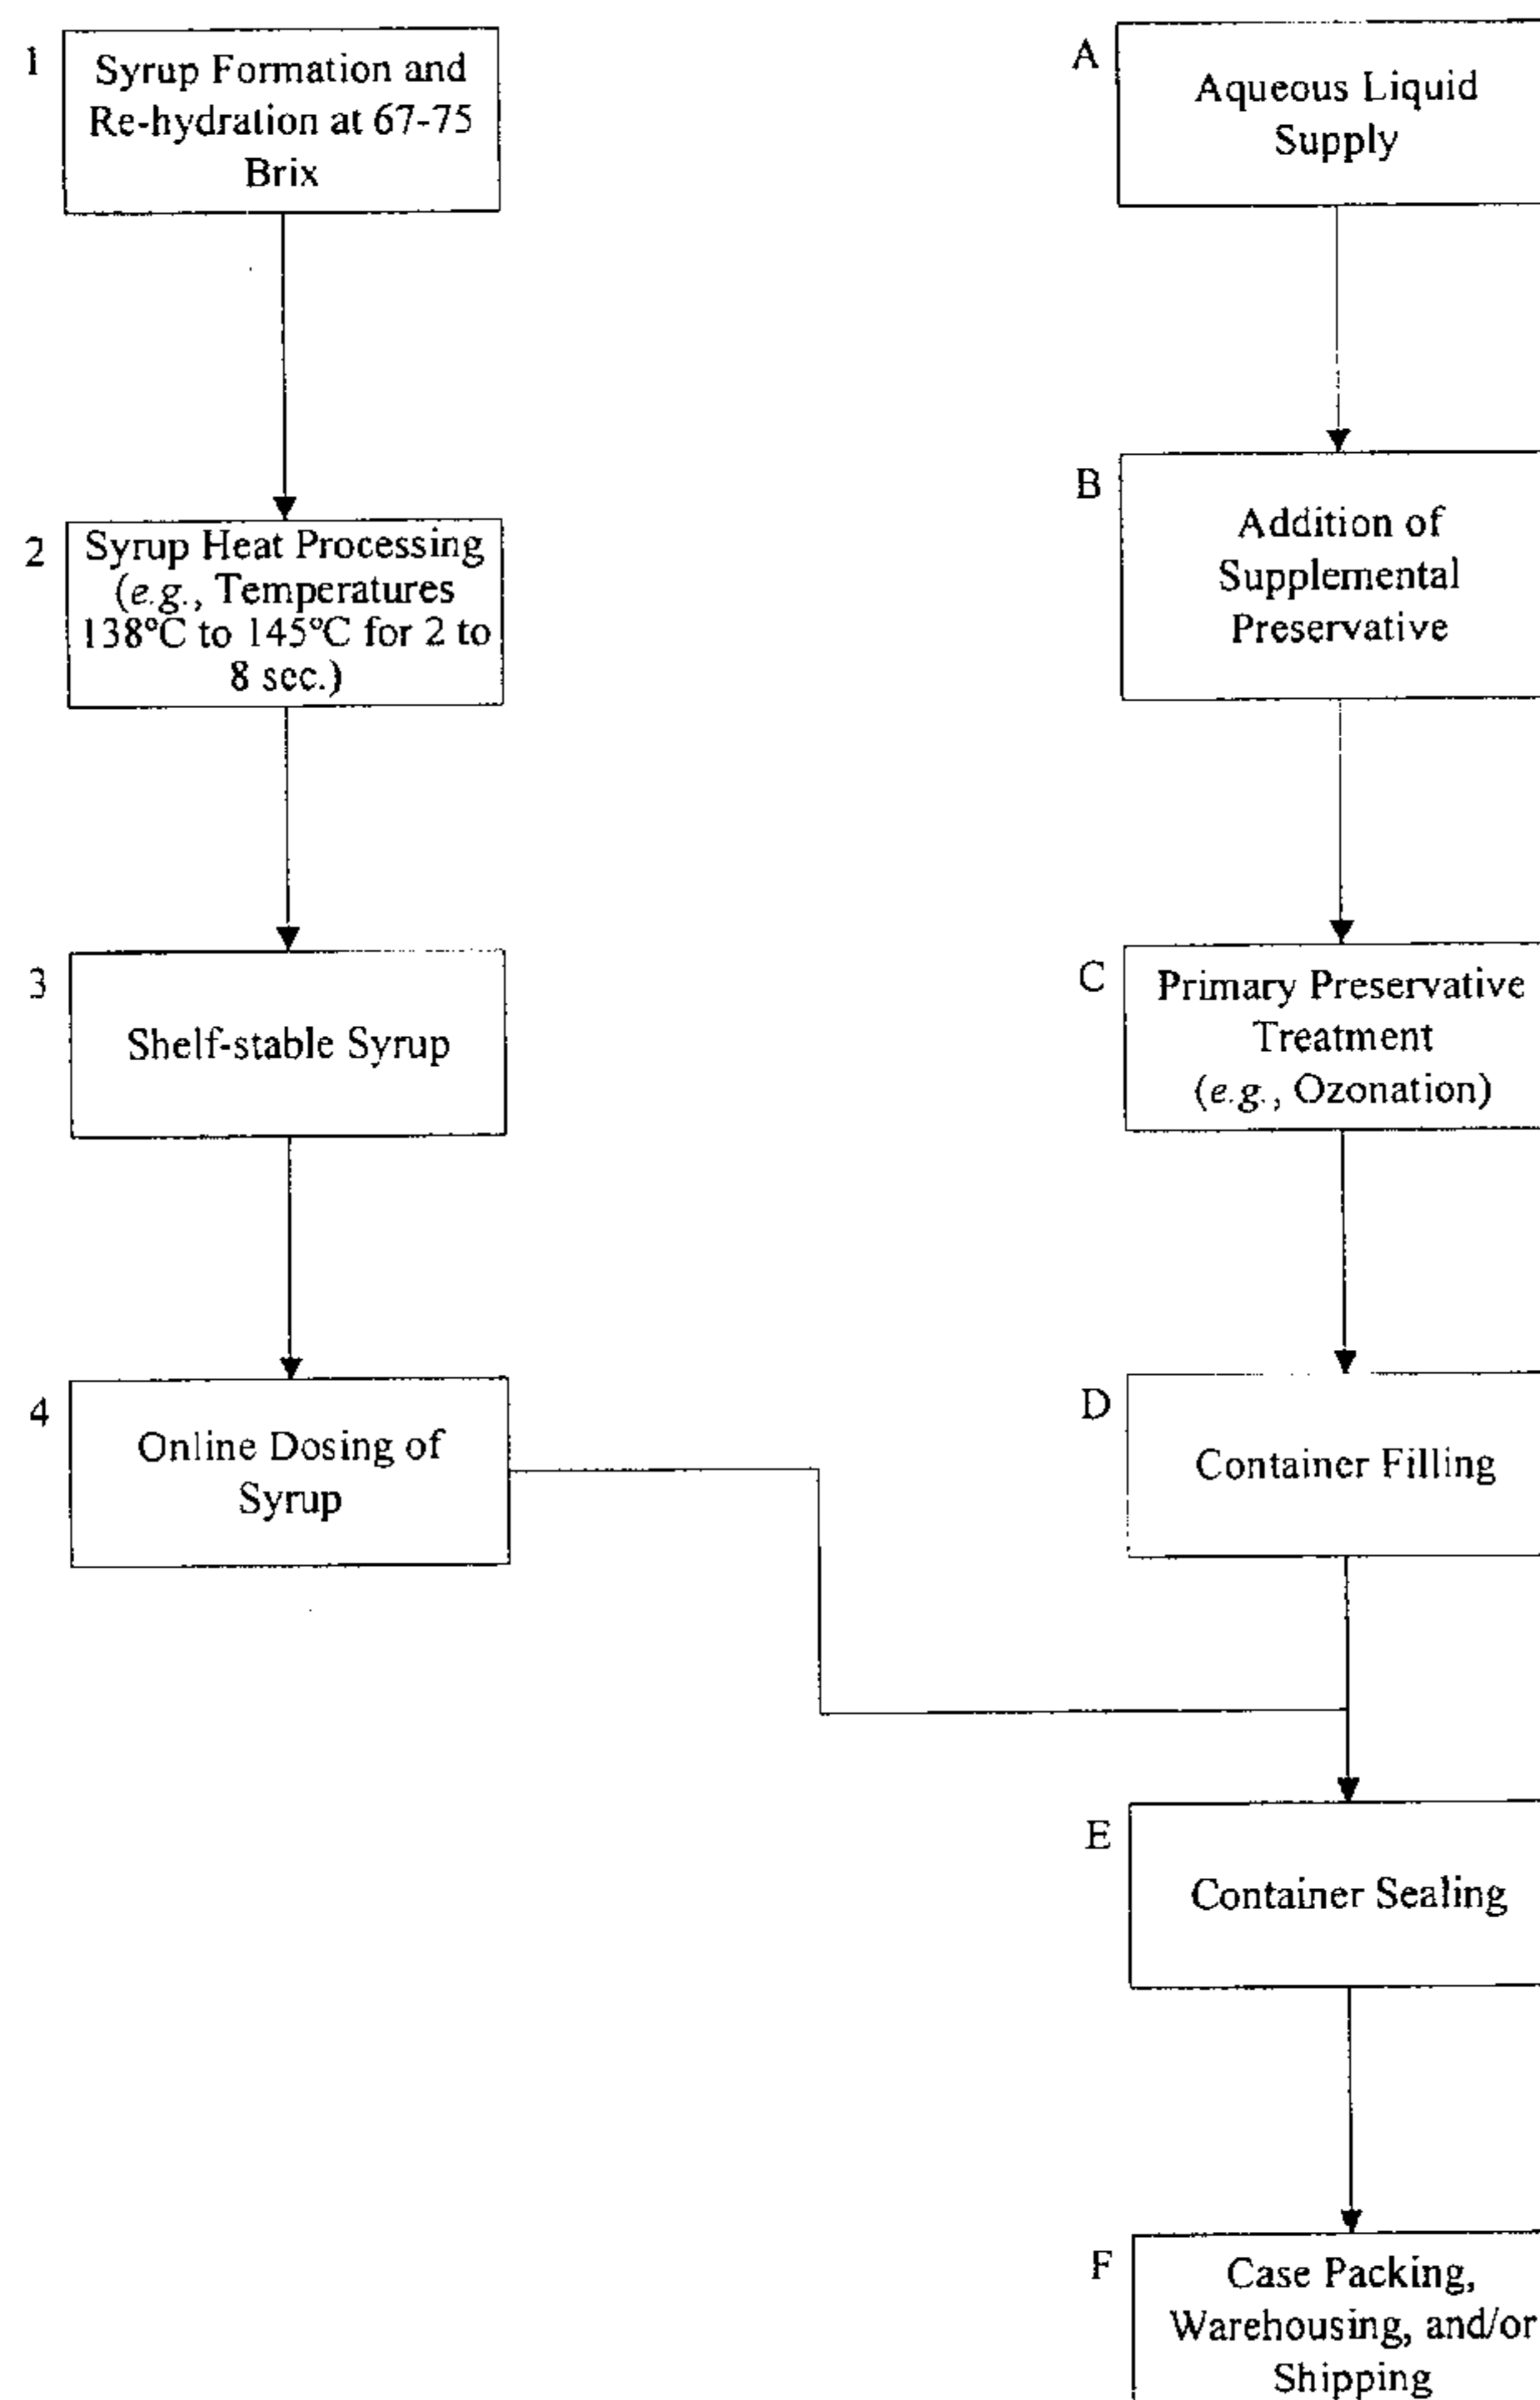 1
Syrup Formation and
Re-hydration at 67-75
Brix
2
Syrup Heat Processing
(e.g., Temperatures
138°C to 145°C for 2 to
8 sec.)
3
Shelf-stable Syrup
4
Online Dosing of
Syrup
A
Aqueous Liquid
Supply
B
Addition of
Supplemental
Preservative
C
Primary Preservative
Treatment
(e.g., Ozonation)
D
Container Filling
E
Container Sealing
F
Case Packing,
Warehousing, and/or
Shipping